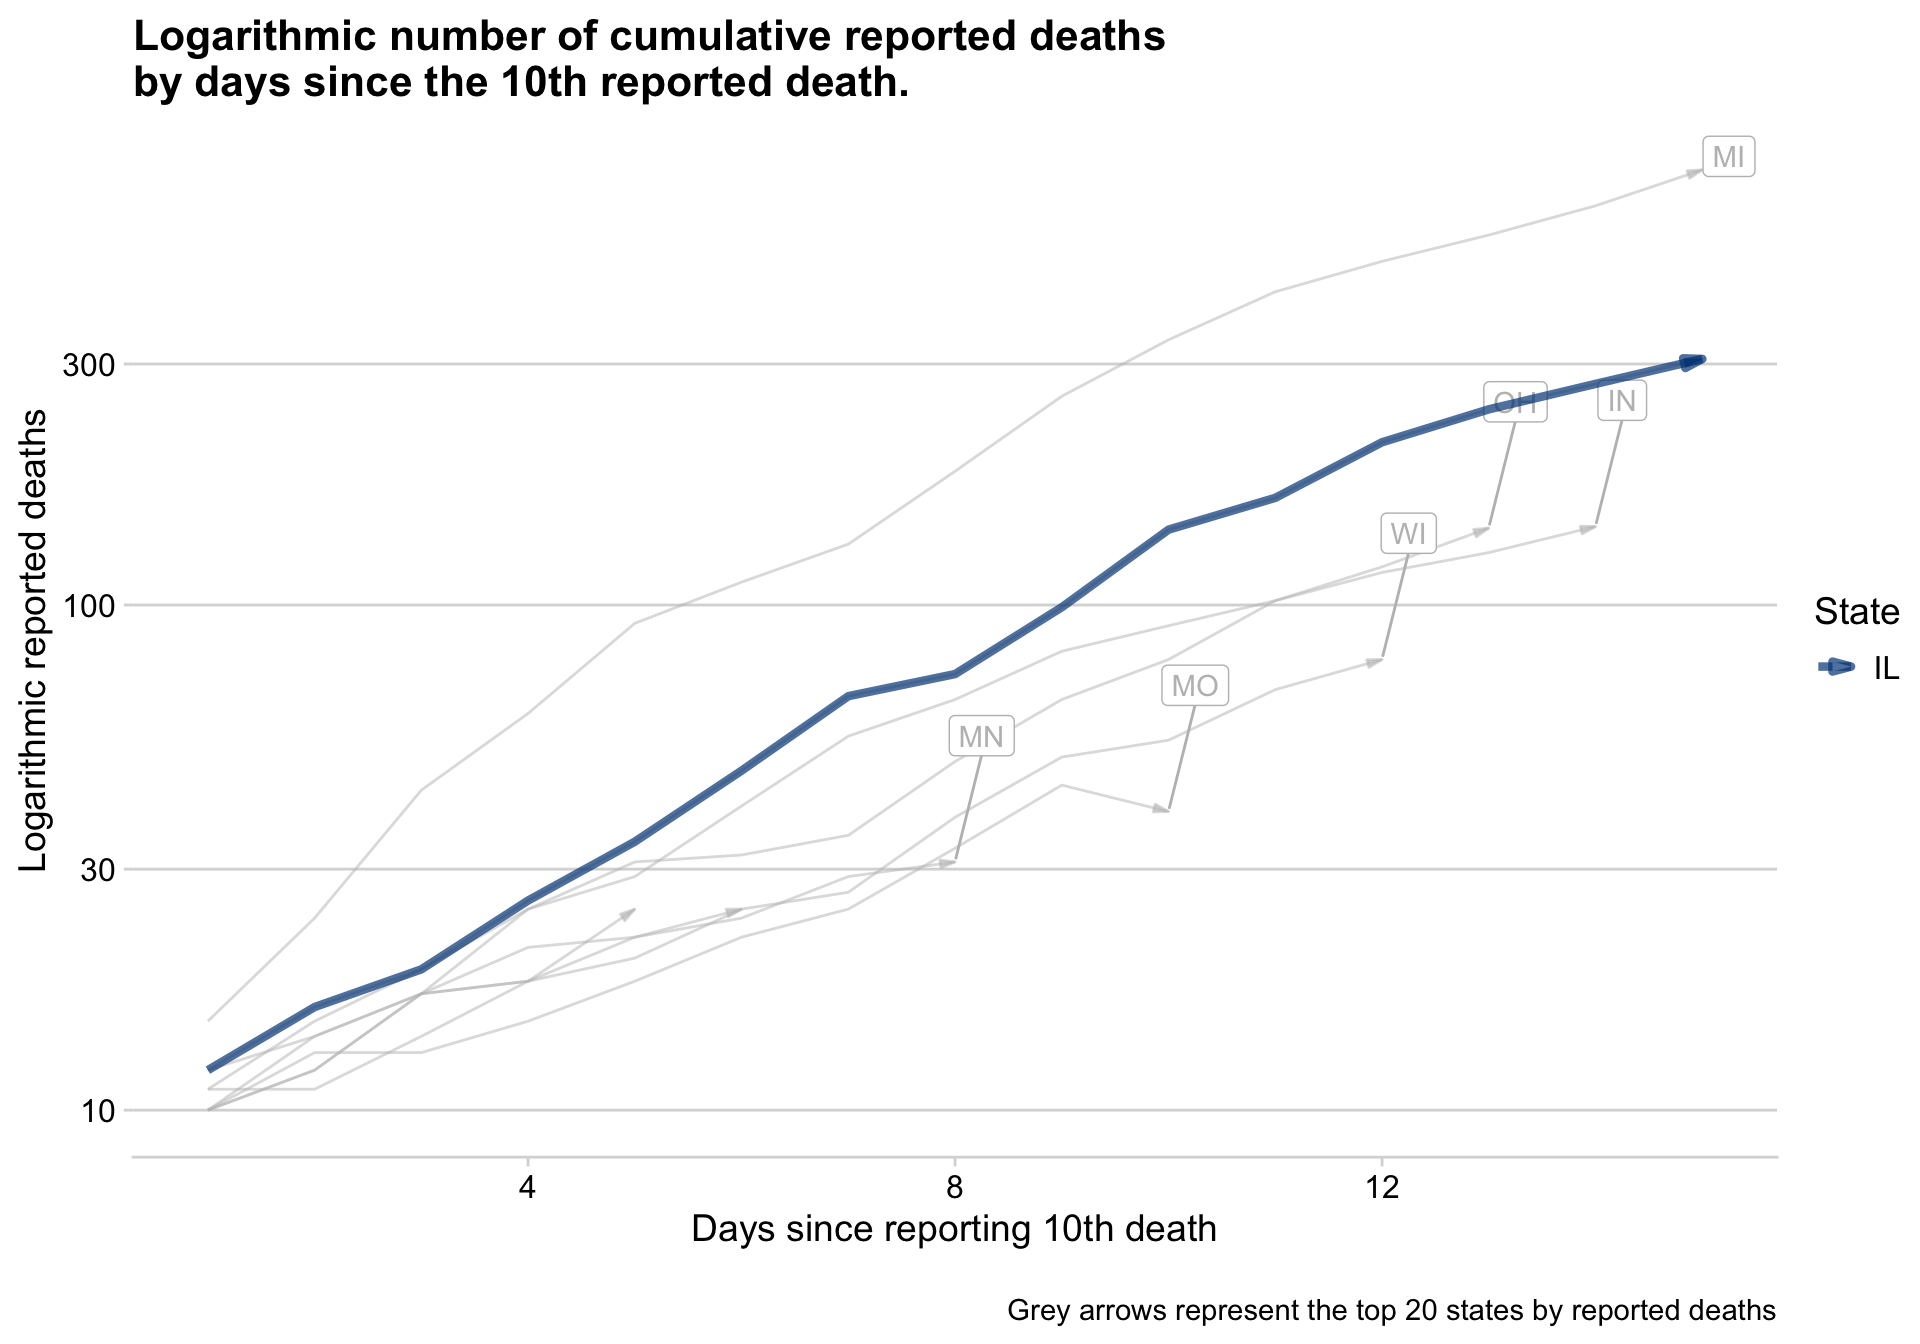 Logarithmic number of cumulative reported deaths
by days since the 10th reported death.
MI
300
OH
IN
WI
100
MO
MN
30
10
4
8
12
Logarithmic reported deaths
Days since reporting 10th death
State
IL
Grey arrows represent the top 20 states by reported deaths